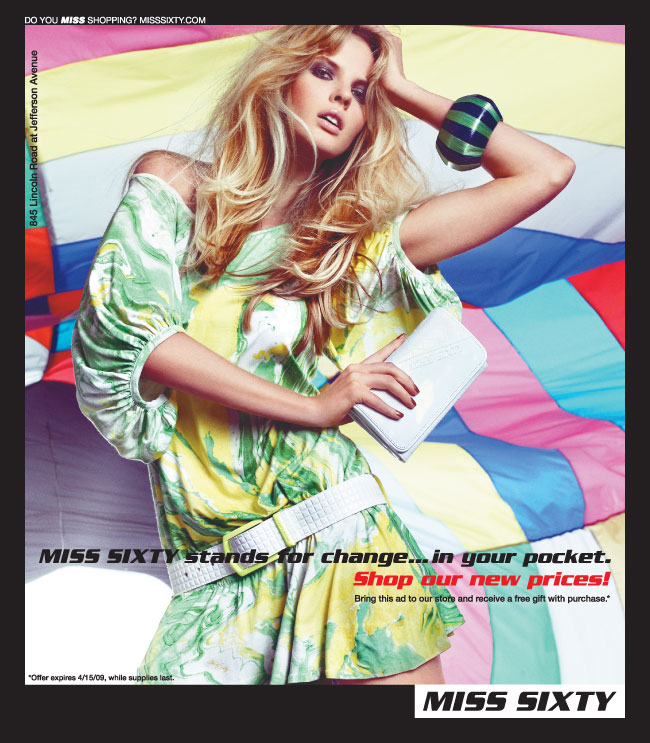 DO YOU MISS SHOPPING? MISSSIXTY.COM
845 Lincoln Road at Jefferson Avenue
MISS SIXTY
MISS SIXTY stands for change...in your pocket.
Shop our new prices!
Bring this ad to our store and receive a free gift with purchase.*
*Offer expires 4/15/09, while supplies last.
MISS SIXTY